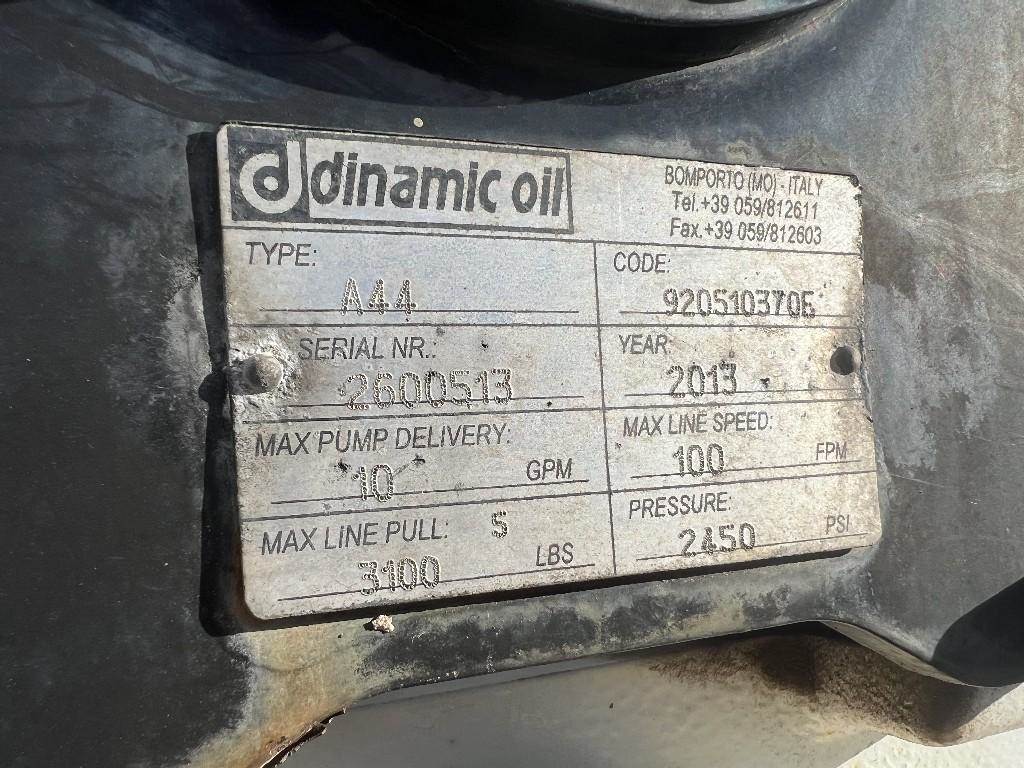 d dinamic oil
BOMPORTO (MO) - ITALY
Tel.+39 059/812611
Fax.+39 059/812603
TYPE:
A44
CODE:
920510370E
SERIAL NR.:
2600513
YEAR:
2013
MAX PUMP DELIVERY:
10 GPM
MAX LINE SPEED:
100 FPM
MAX LINE PULL: 5
3100 LBS
PRESSURE:
2450 PSI